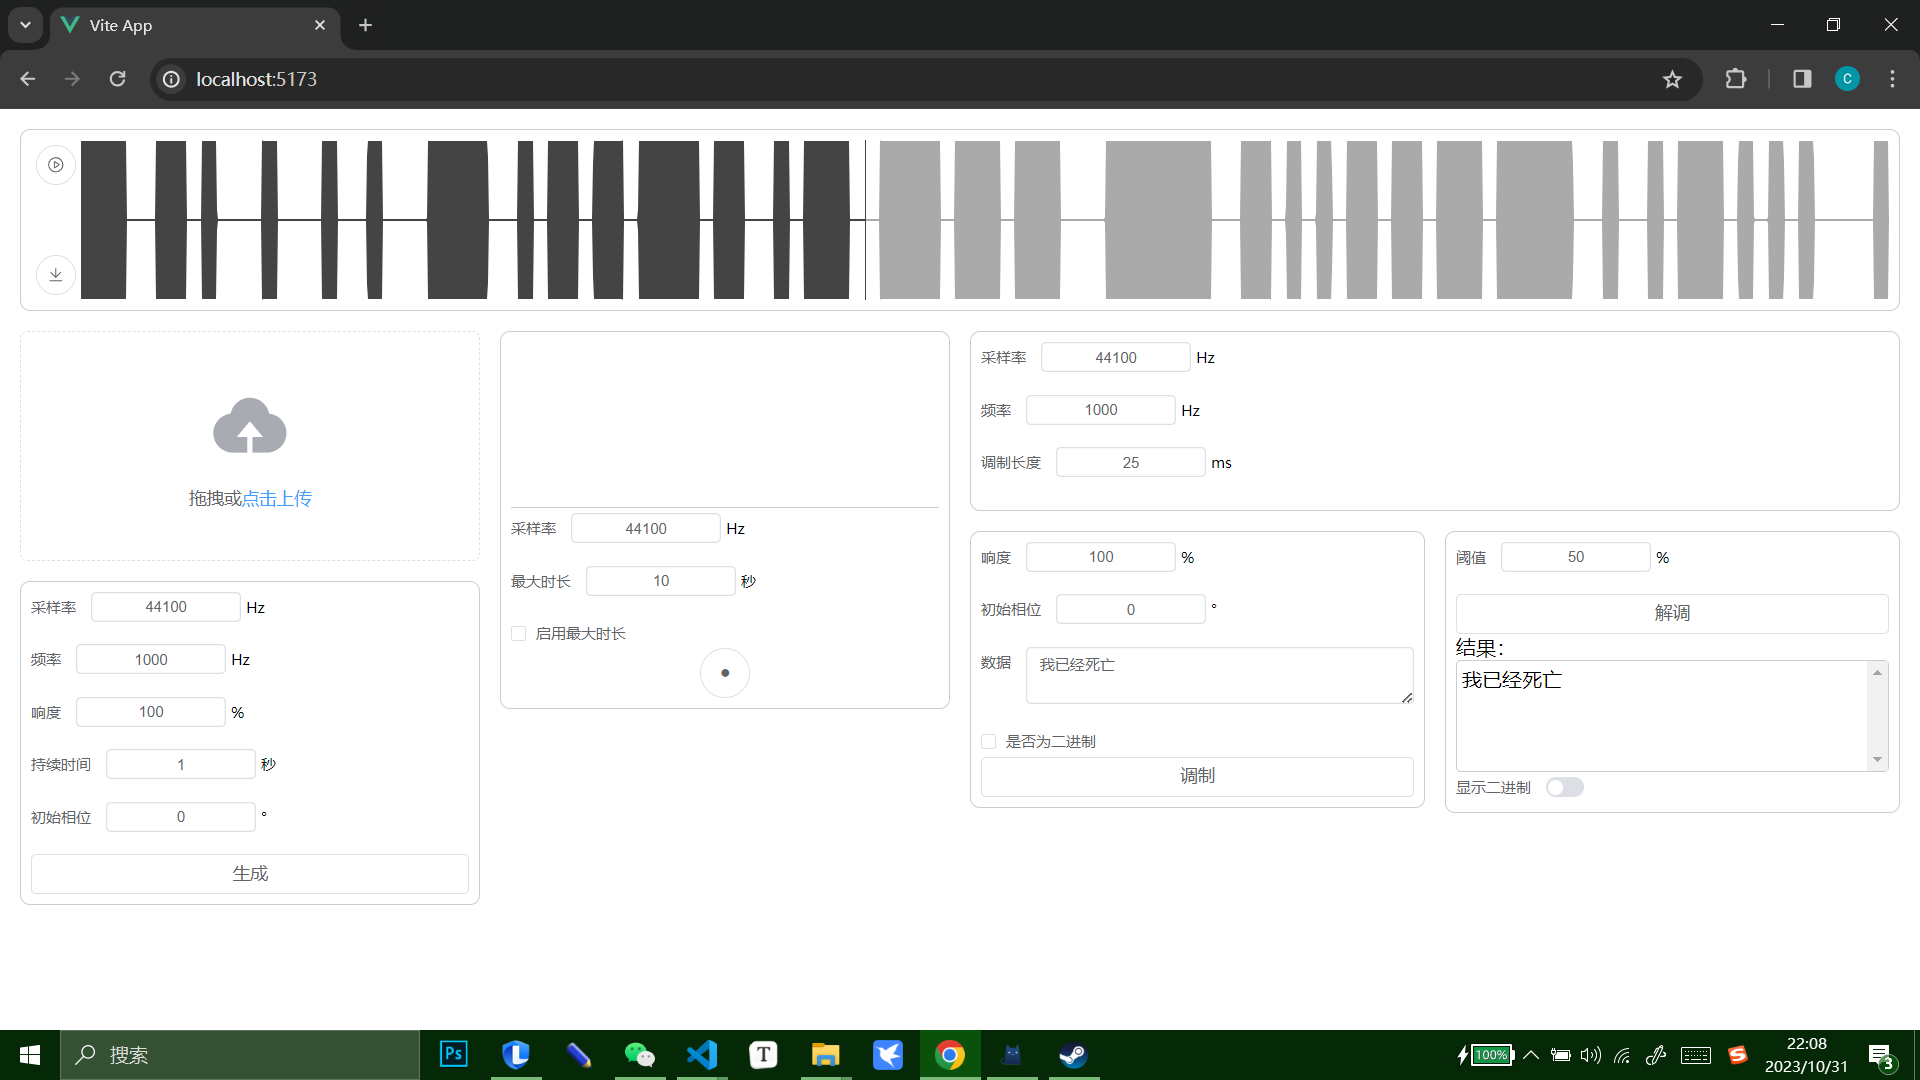 Vite App
localhost:5173
C
拖拽或点击上传
采样率 44100 Hz
频率 1000 Hz
响度 100 %
持续时间 1 秒
初始相位 0 °
生成
采样率 44100 Hz
最大时长 10 秒
启用最大时长
采样率 44100 Hz
频率 1000 Hz
调制长度 25 ms
响度 100 %
初始相位 0 °
数据 我已经死亡
是否为二进制
调制
阈值 50 %
解调
结果：
我已经死亡
显示二进制
搜索
Ps
T
100%
S
22:08
2023/10/31
3